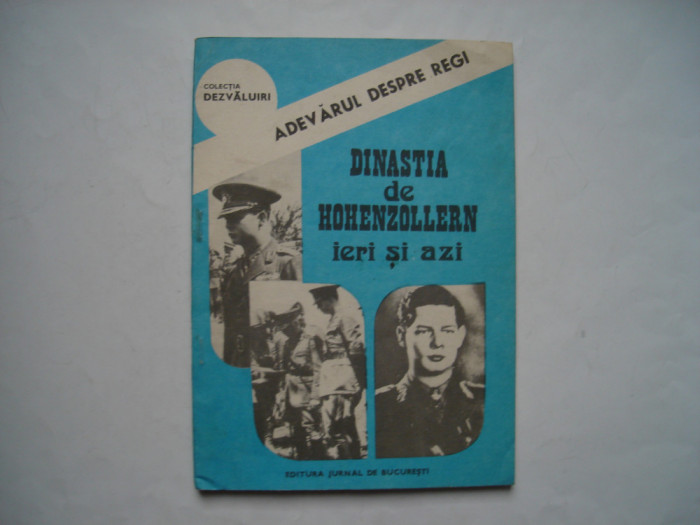 COLECȚIA
DEZVĂLUIRI
ADEVĂRUL DESPRE REGI
DINASTIA
de
HOHENZOLLERN
ieri și azi
EDITURA JURNAL DE BUCUREȘTI